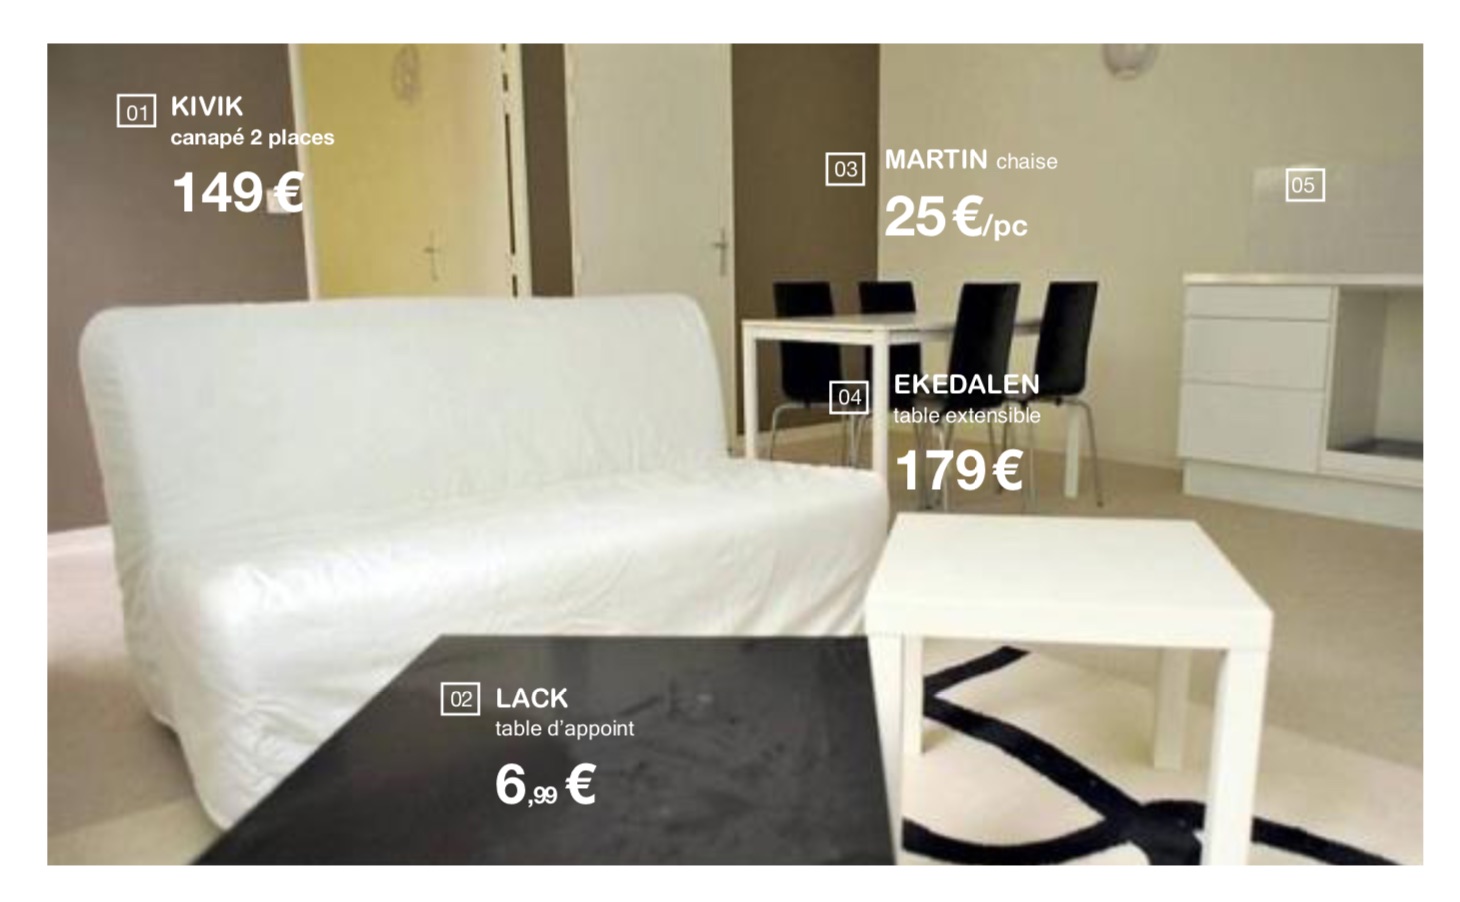 01 KIVIK
canapé 2 places
149 €
03 MARTIN chaise
25 €/pc
05
04 EKEDALEN
table extensible
179 €
02 LACK
table d’appoint
6,99 €